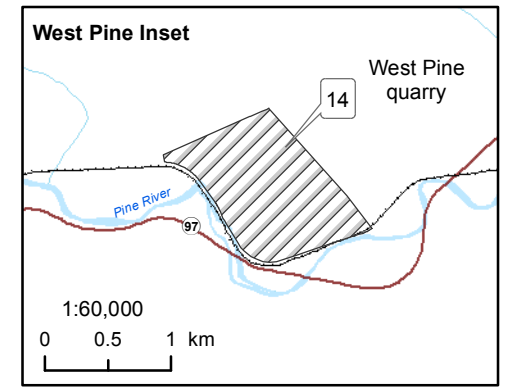 West Pine Inset
West Pine
quarry
14
Pine River
97
1:60,000
0 0.5 1 km